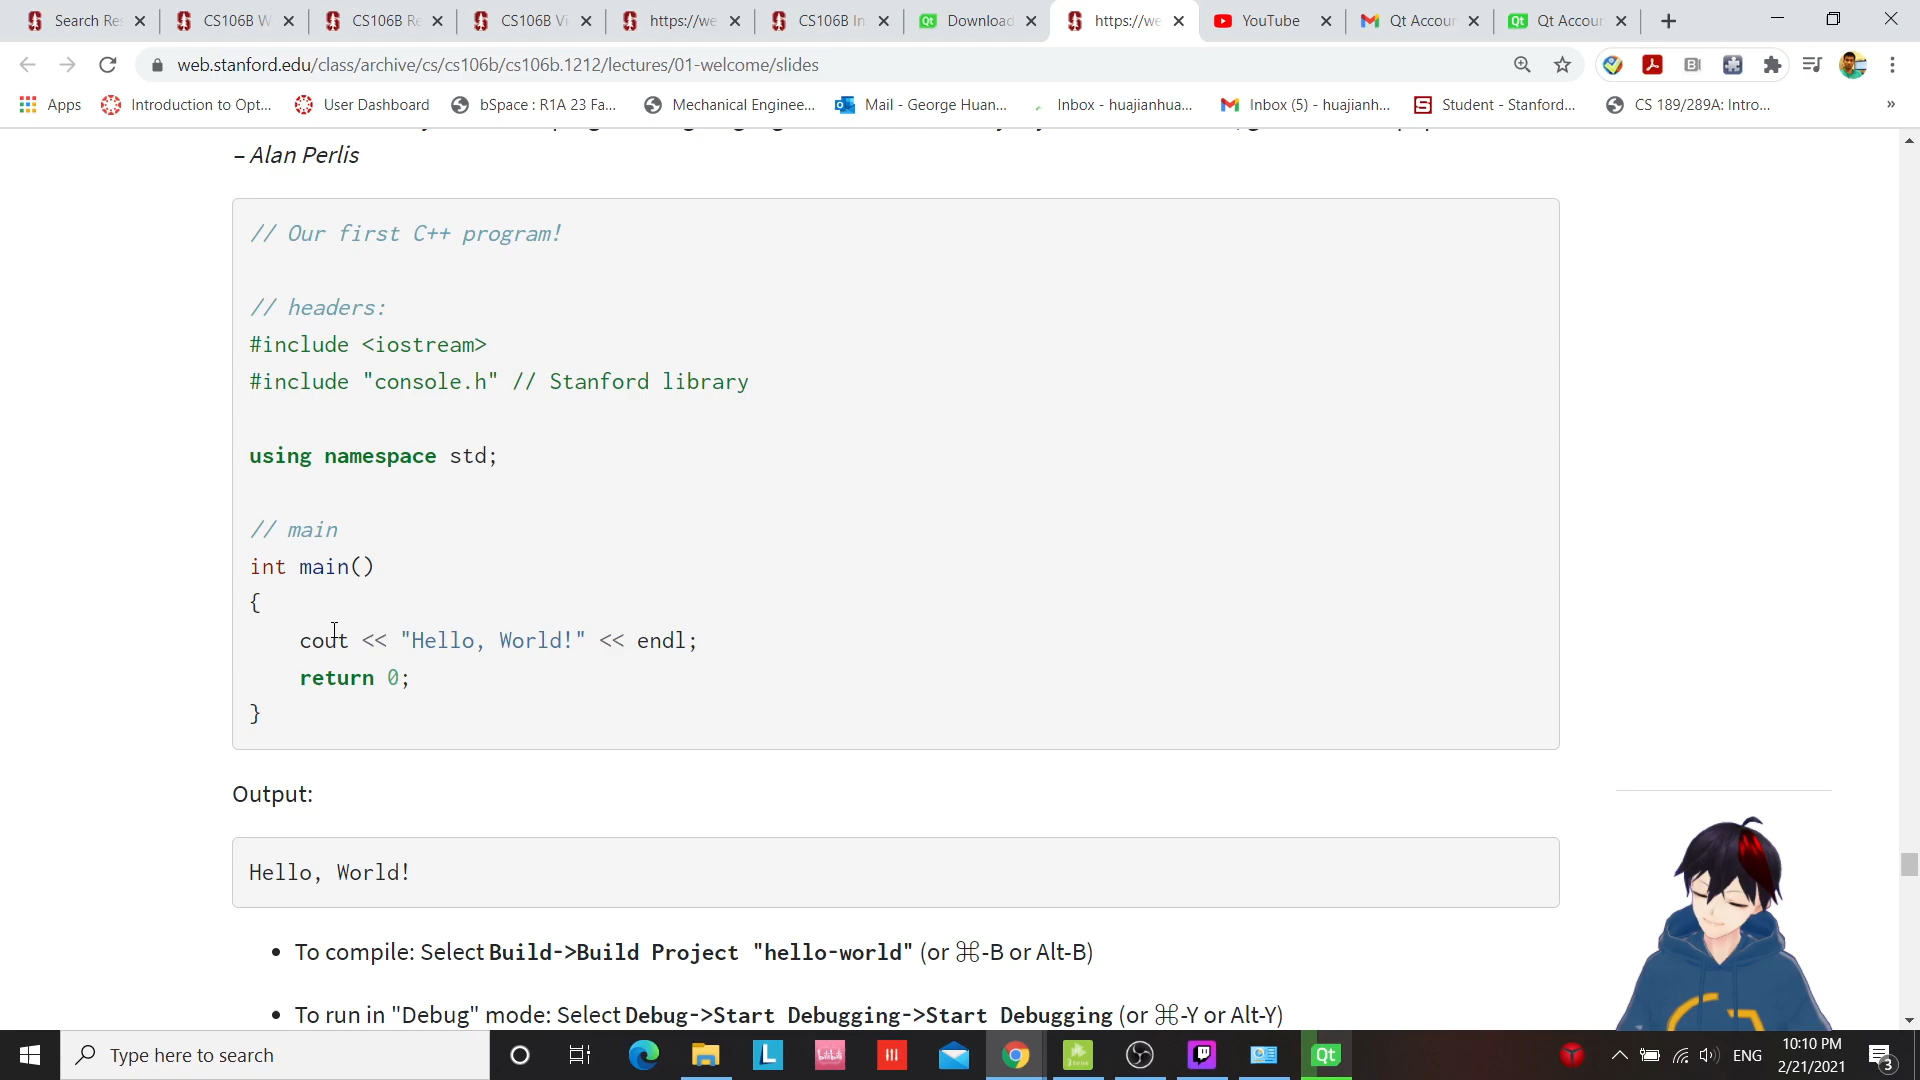 Search Res
CS106B W
CS106B Re
CS106B Vi
https://we
CS106B In
Download
https://we
YouTube
Qt Accour
Qt Accour
web.stanford.edu/class/archive/cs/cs106b/cs106b.1212/lectures/01-welcome/slides
Apps
Introduction to Opt...
User Dashboard
bSpace : R1A 23 Fa...
Mechanical Enginee...
Mail - George Huan...
Inbox - huajianhua...
Inbox (5) - huajianh...
Student - Stanford...
CS 189/289A: Intro...
»
– Alan Perlis
// Our first C++ program!
// headers:
#include <iostream>
#include "console.h" // Stanford library
using namespace std;
// main
int main()
{
cout << "Hello, World!" << endl;
return 0;
}
Output:
Hello, World!
• To compile: Select Build->Build Project "hello-world" (or ⌘-B or Alt-B)
• To run in "Debug" mode: Select Debug->Start Debugging->Start Debugging (or ⌘-Y or Alt-Y)
Type here to search
ENG
10:10 PM
2/21/2021
3